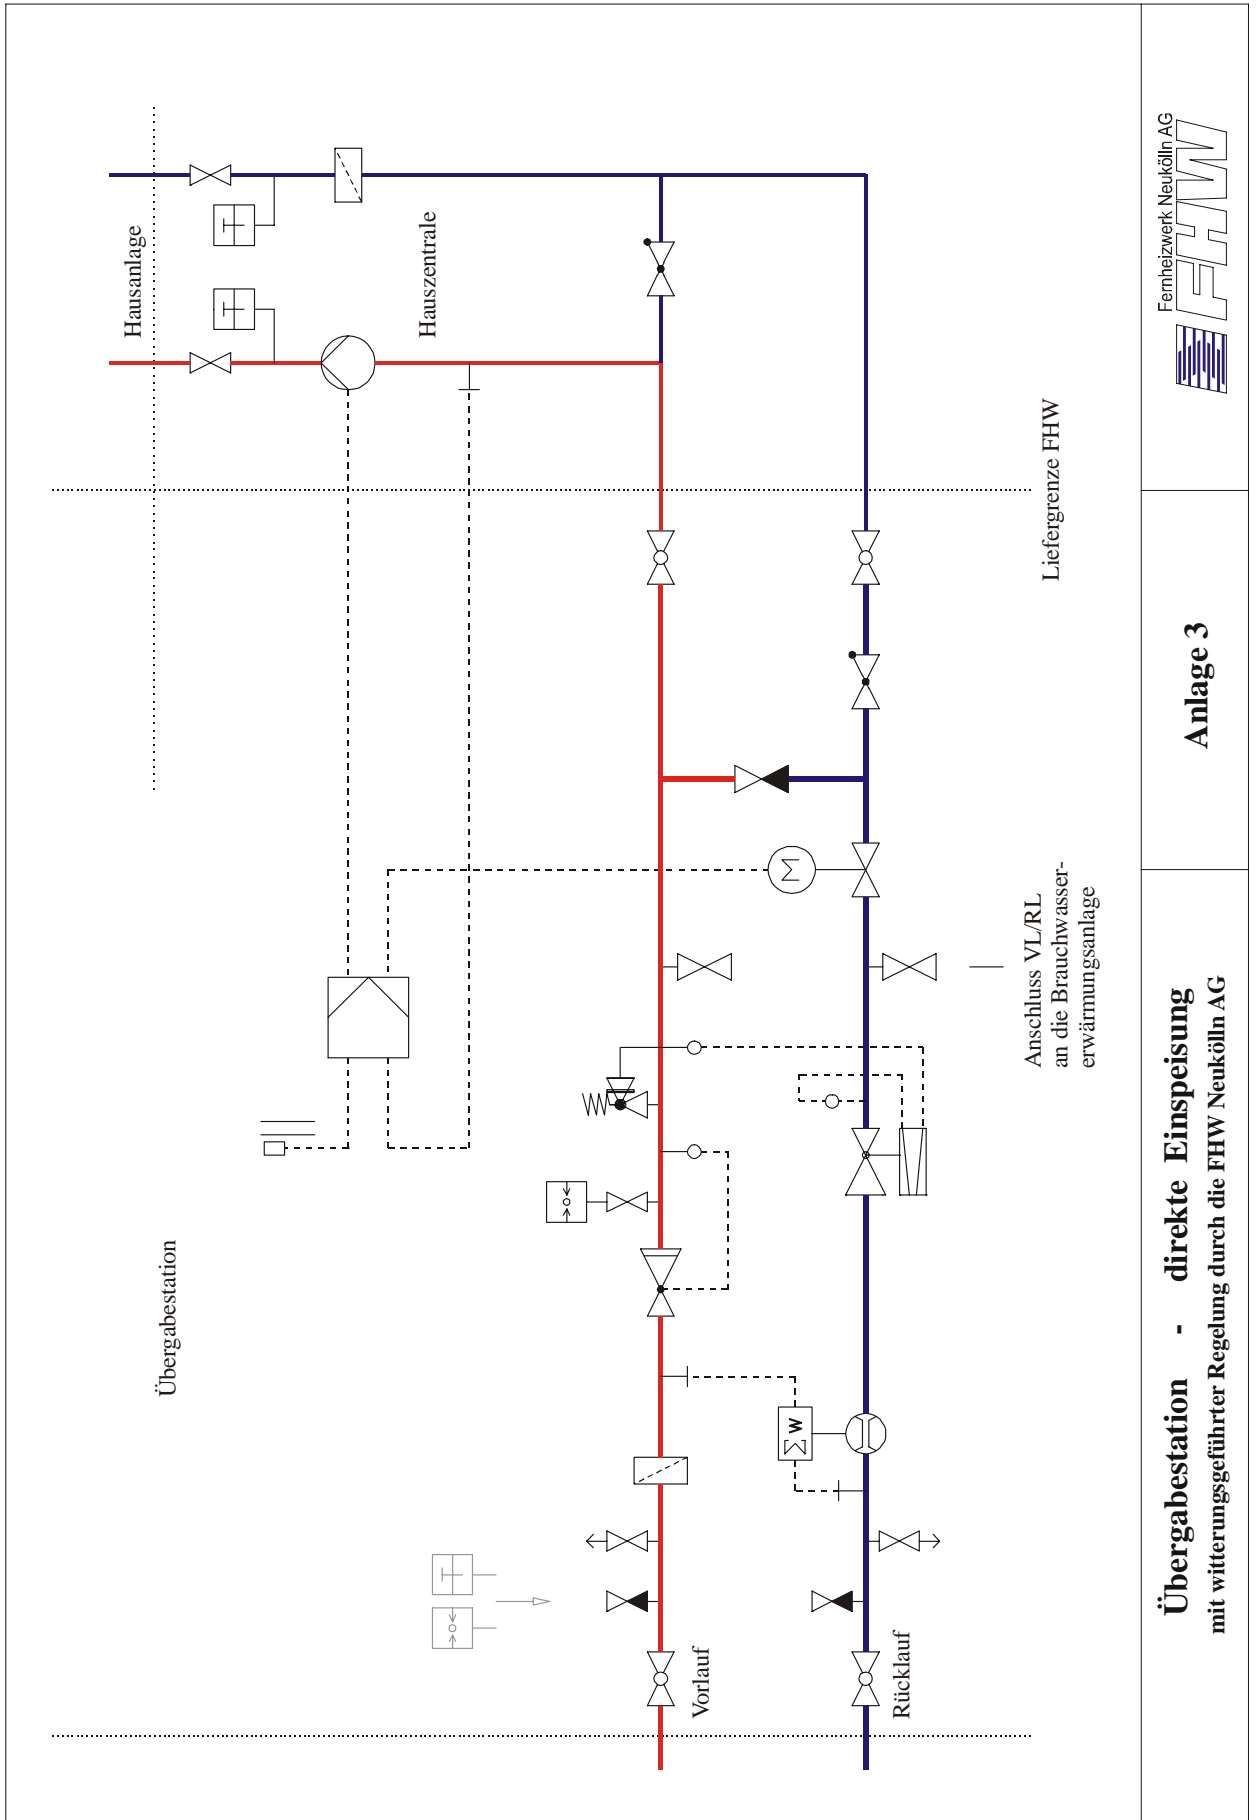 Übergabestation
Hausanlage
Hauszentrale
Vorlauf
Rücklauf
W
M
Anschluss VL/RL
an die Brauchwasser-
erwärmungsanlage
Liefergrenze FHW
Übergabestation - direkte Einspeisung
mit witterungsgeführter Regelung durch die FHW Neukölln AG
Anlage 3
Fernheizwerk Neukölln AG
FHW